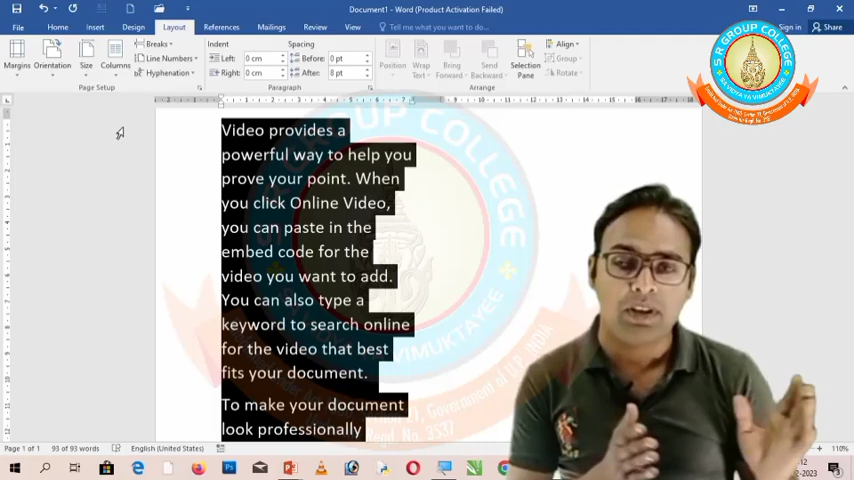 Document1 - Word (Product Activation Failed)
File Home Insert Design Layout References Mailings Review View Tell me what you want to do... Sign in Share
Margins Orientation Size Columns
Breaks
Line Numbers
Hyphenation
Page Setup
Indent
Left: 0 cm
Right: 0 cm
Spacing
Before: 0 pt
After: 8 pt
Paragraph
Position
Wrap Text
Bring Forward
Send Backward
Selection Pane
Align
Group
Rotate
Arrange
S R GROUP COLLEGE
SA VIDYA YA VIMUKTAYEE
Video provides a
powerful way to help you
prove your point. When
you click Online Video,
you can paste in the
embed code for the
video you want to add.
You can also type a
keyword to search online
for the video that best
fits your document.
To make your document
look professionally
Page 1 of 1 93 of 93 words English (United States) 110%